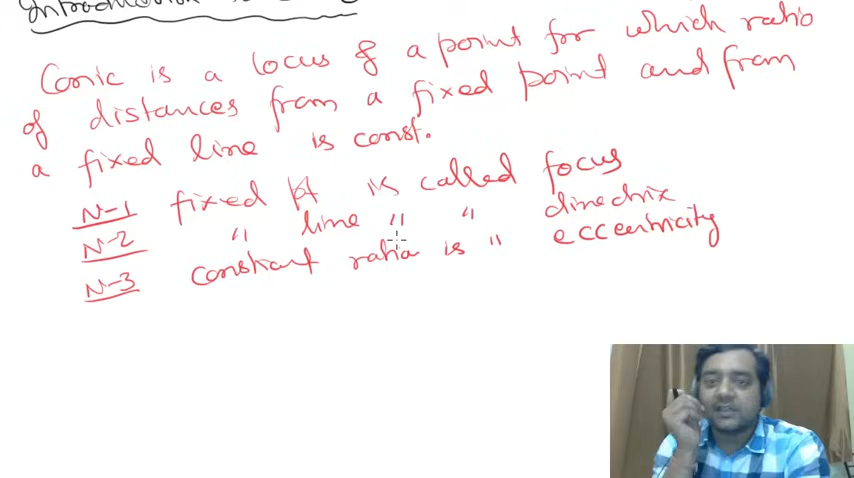 Introduction
Conic is a locus of a point for which ratio
of distances from a fixed point and from
a fixed line is const.
N-1 fixed pt is called focus
N-2 " line " " directrix
N-3 constant ratio is " eccentricity